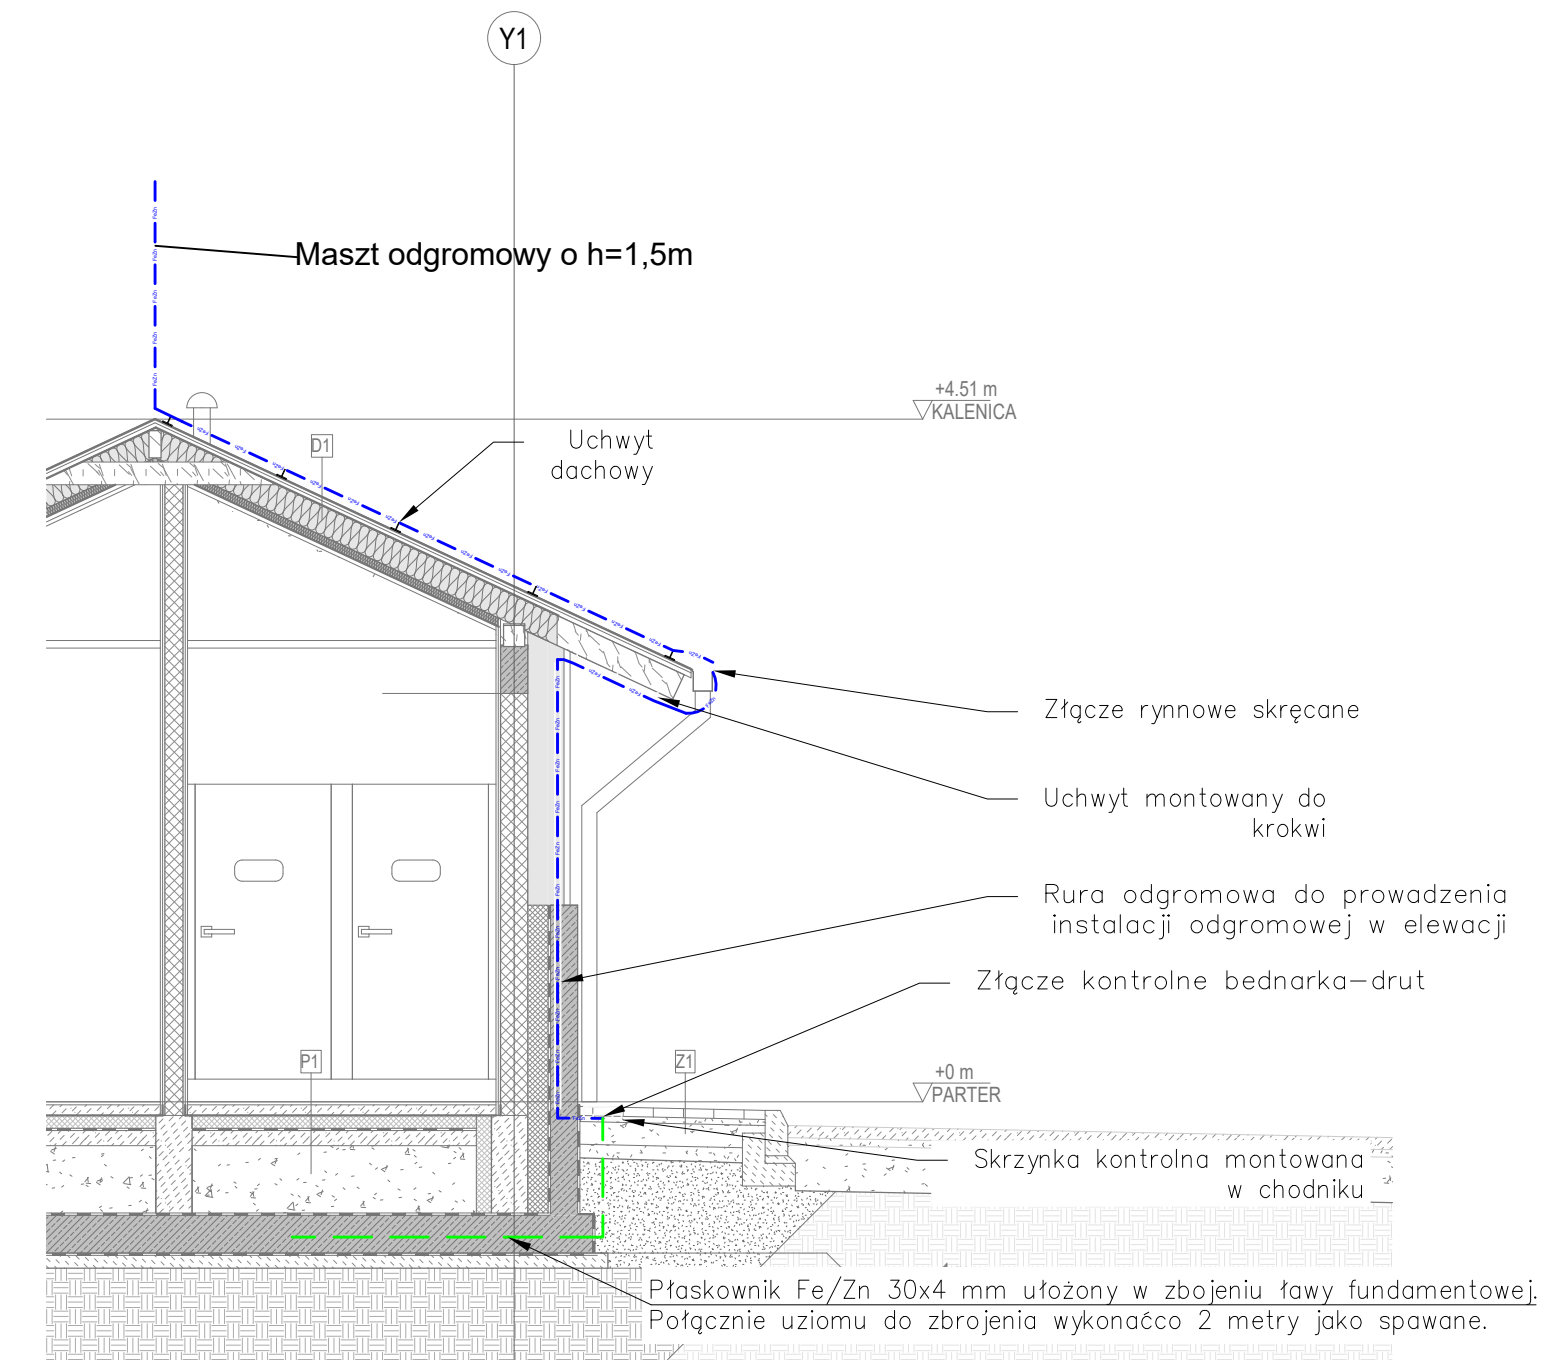 Y1
Maszt odgromowy o h=1,5m
+4.51 m
KALENICA
D1
Uchwyt
dachowy
Złącze rynnowe skręcane
Uchwyt montowany do
krokwi
Rura odgromowa do prowadzenia
instalacji odgromowej w elewacji
Złącze kontrolne bednarka-drut
P1
Z1
+0 m
PARTER
Skrzynka kontrolna montowana
w chodniku
Płaskownik Fe/Zn 30x4 mm ułożony w zbojeniu ławy fundamentowej.
Połącznie uziomu do zbrojenia wykonaćco 2 metry jako spawane.